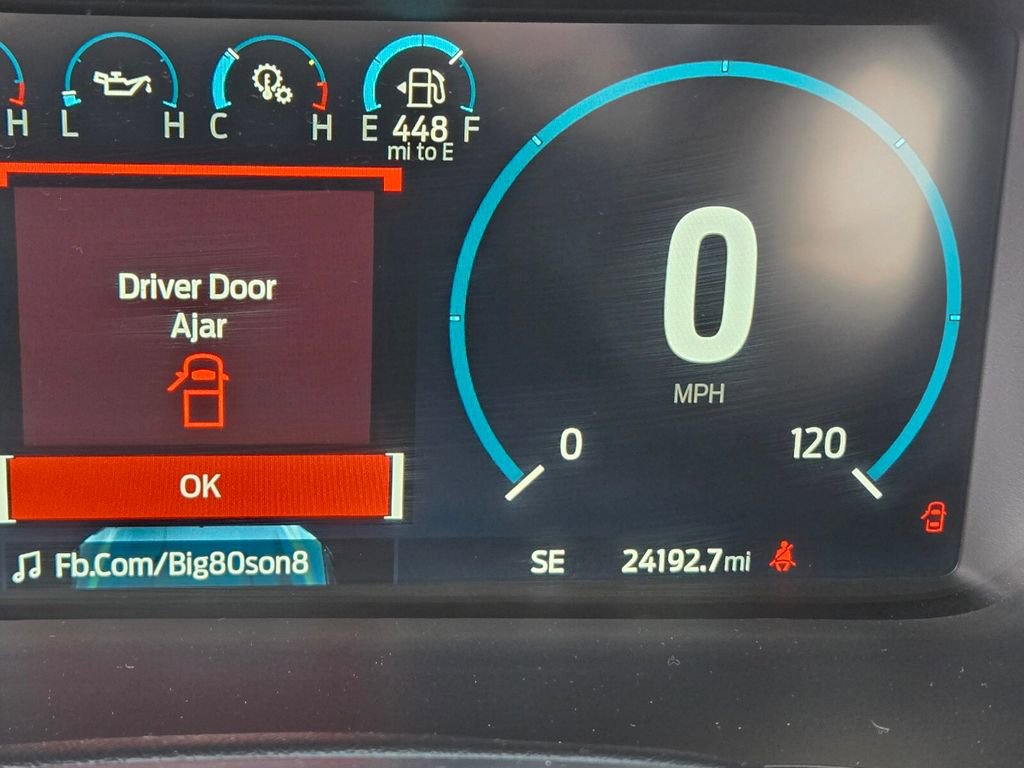 H L H C H E 448 F
mi to E
Driver Door
Ajar
OK
Fb.Com/Big80son8
0
MPH
0 120
SE 24192.7mi